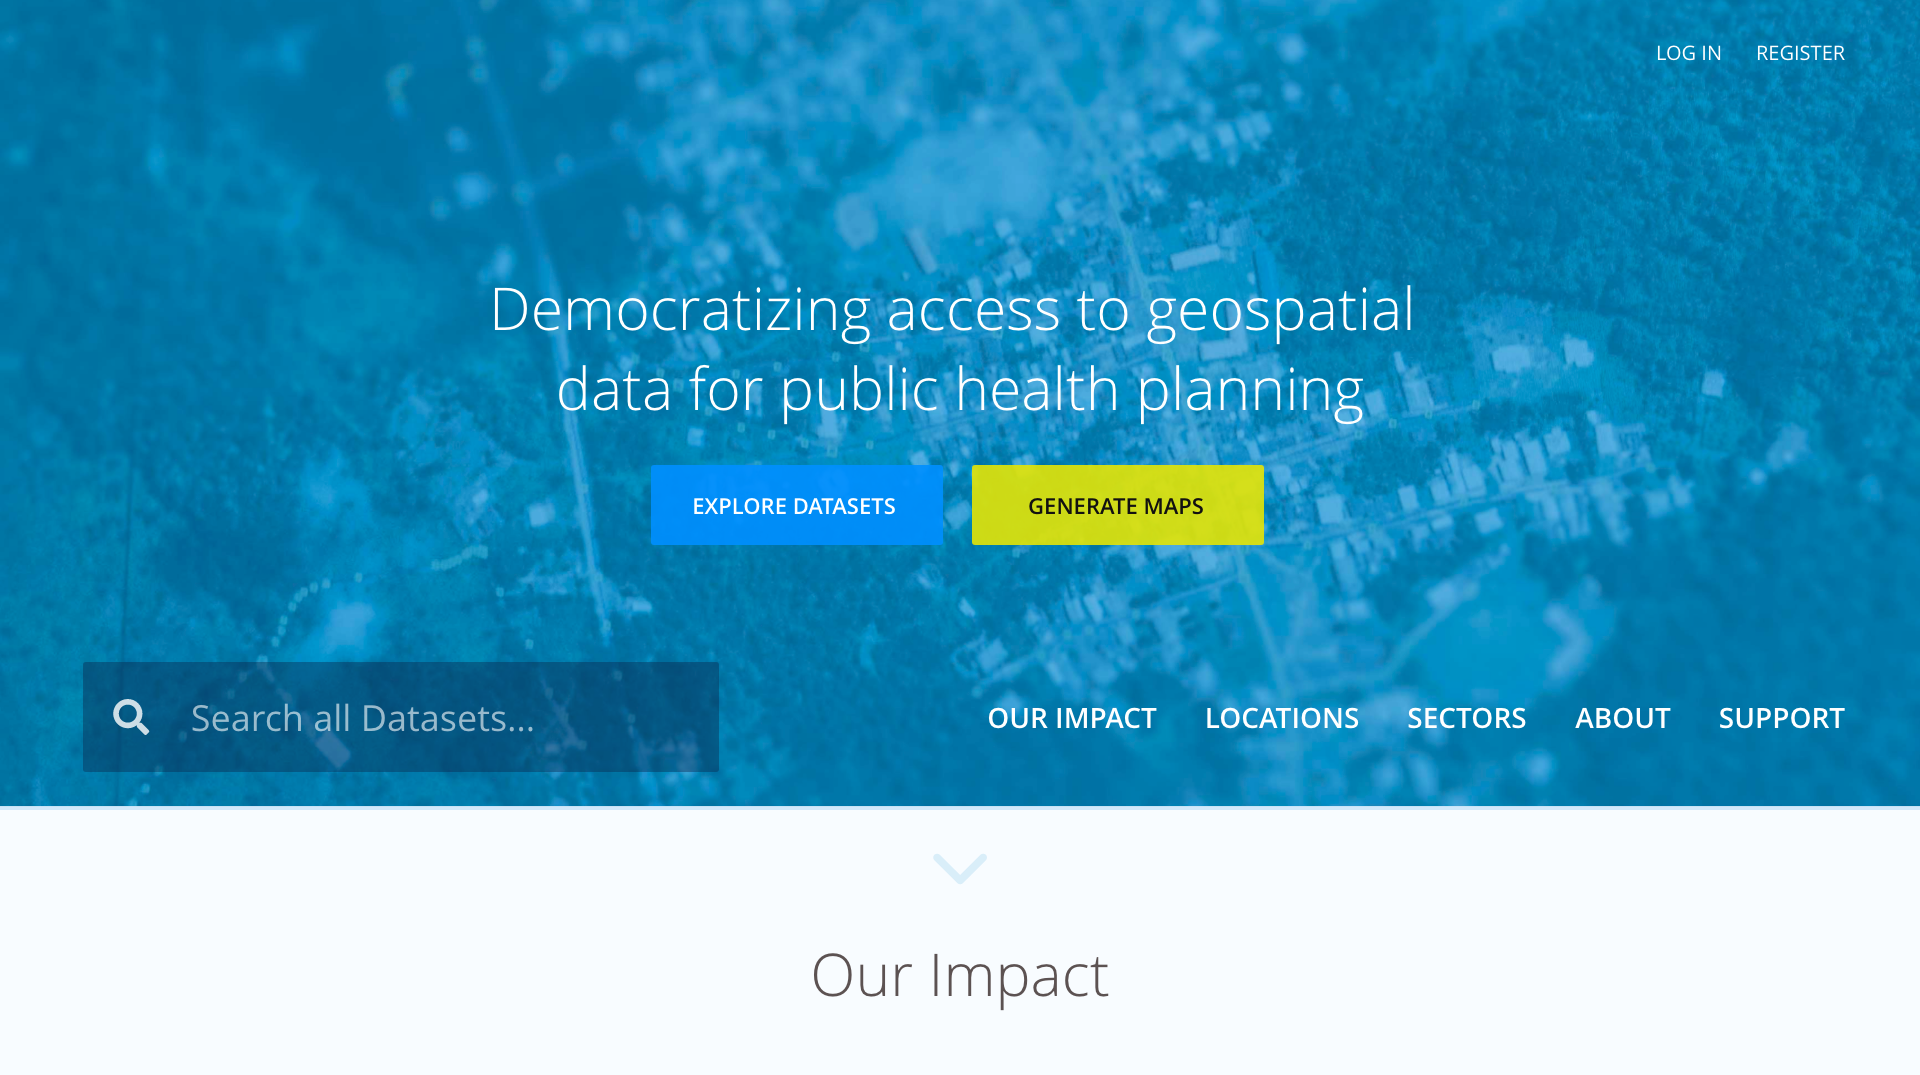 LOG IN REGISTER
Democratizing access to geospatial
data for public health planning
EXPLORE DATASETS GENERATE MAPS
Search all Datasets...
OUR IMPACT LOCATIONS SECTORS ABOUT SUPPORT
Our Impact